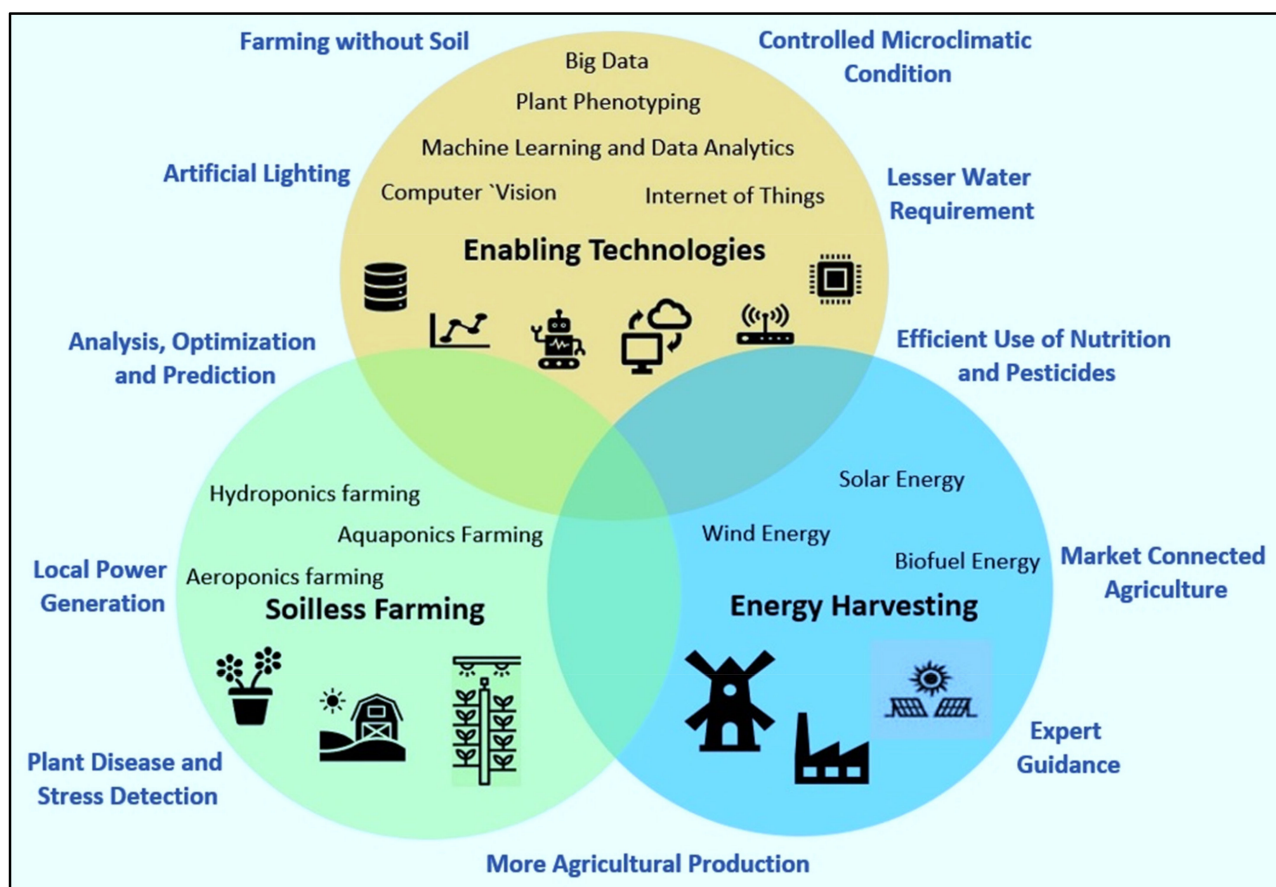 Farming without Soil
Controlled Microclimatic
Condition
Big Data
Plant Phenotyping
Machine Learning and Data Analytics
Artificial Lighting
Computer `Vision
Internet of Things
Lesser Water
Requirement
Enabling Technologies
Analysis, Optimization
and Prediction
Efficient Use of Nutrition
and Pesticides
Hydroponics farming
Aquaponics Farming
Aeroponics farming
Soilless Farming
Solar Energy
Wind Energy
Biofuel Energy
Energy Harvesting
Local Power
Generation
Market Connected
Agriculture
Plant Disease and
Stress Detection
Expert
Guidance
More Agricultural Production